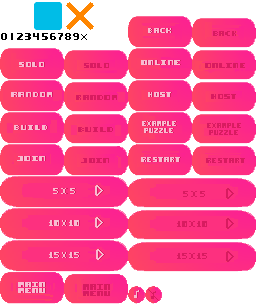 0123456789x
BACK BACK
SOLO SOLO ONLINE ONLINE
RANDOM RANDOM HOST HOST
BUILD BUILD EXAMPLE PUZZLE EXAMPLE PUZZLE
JOIN JOIN RESTART RESTART
5X5 5X5
10X10 10X10
15X15 15X15
MAIN MENU MAIN MENU